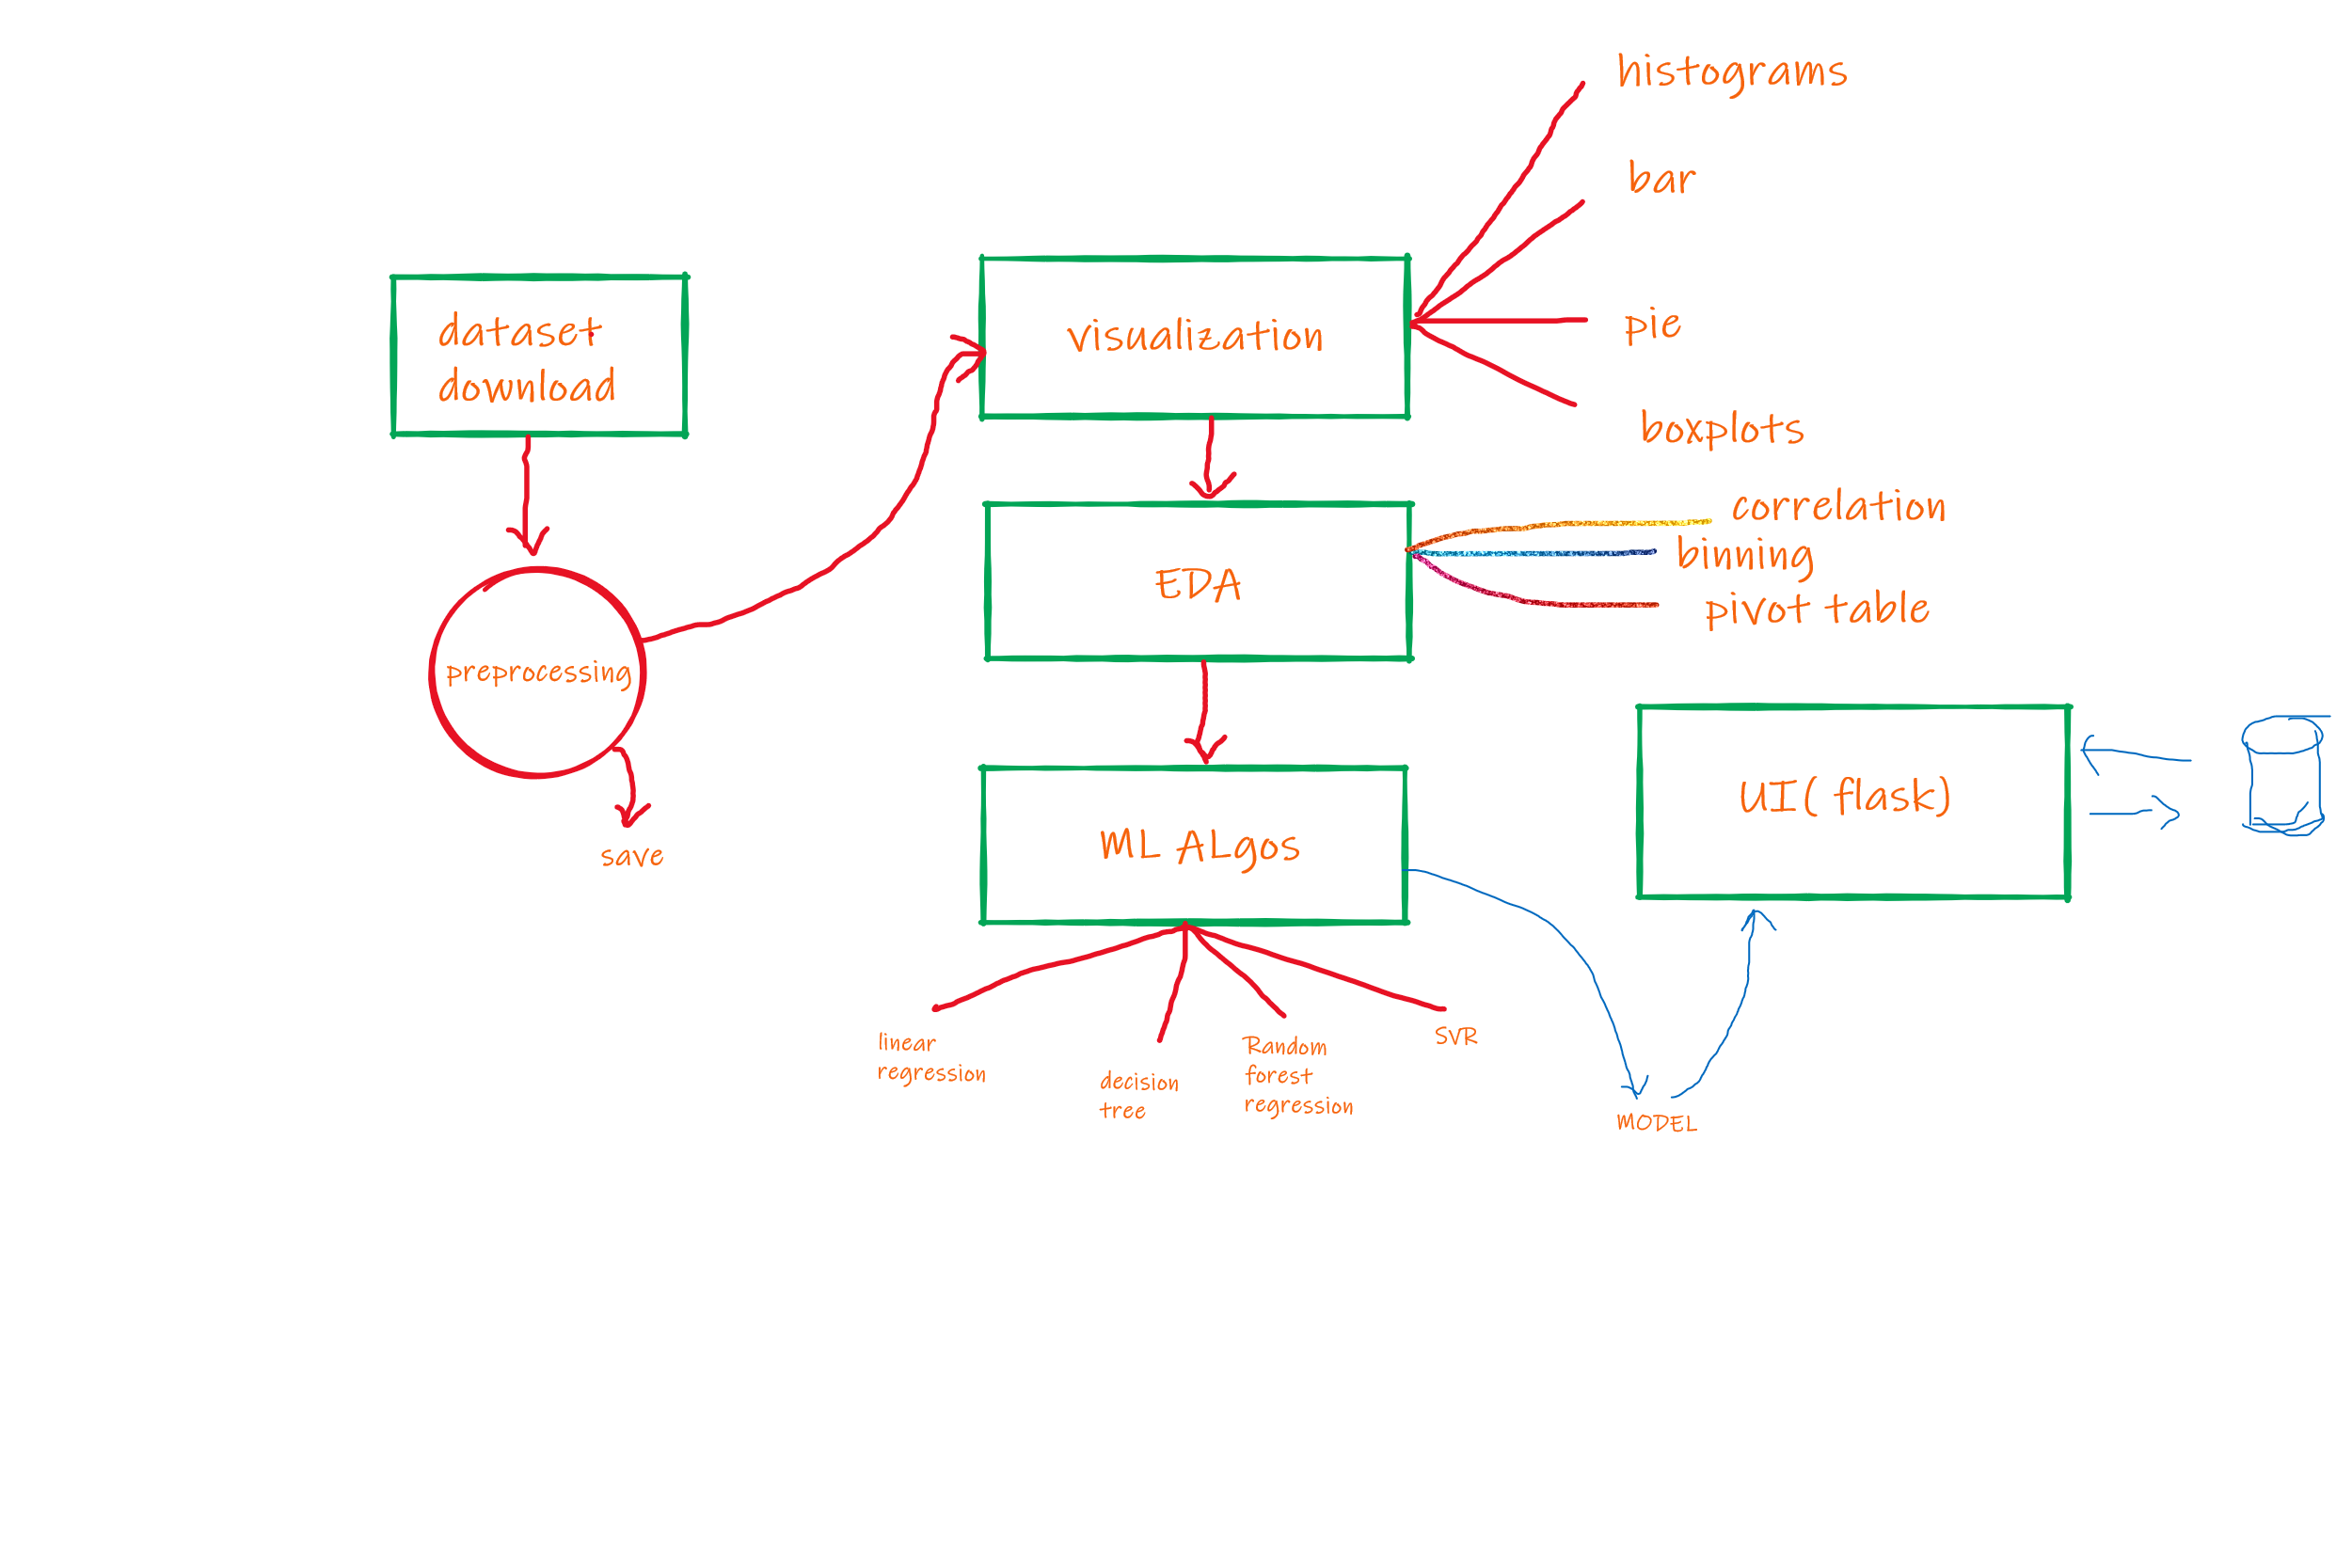 histograms
bar
dataset
download
visualization
pie
boxplots
correlation
binning
pivot table
EDA
preprocessing
save
ML ALgos
UI( flask)
linear
regression
decision
tree
Random
forest
regression
SVR
MODEL